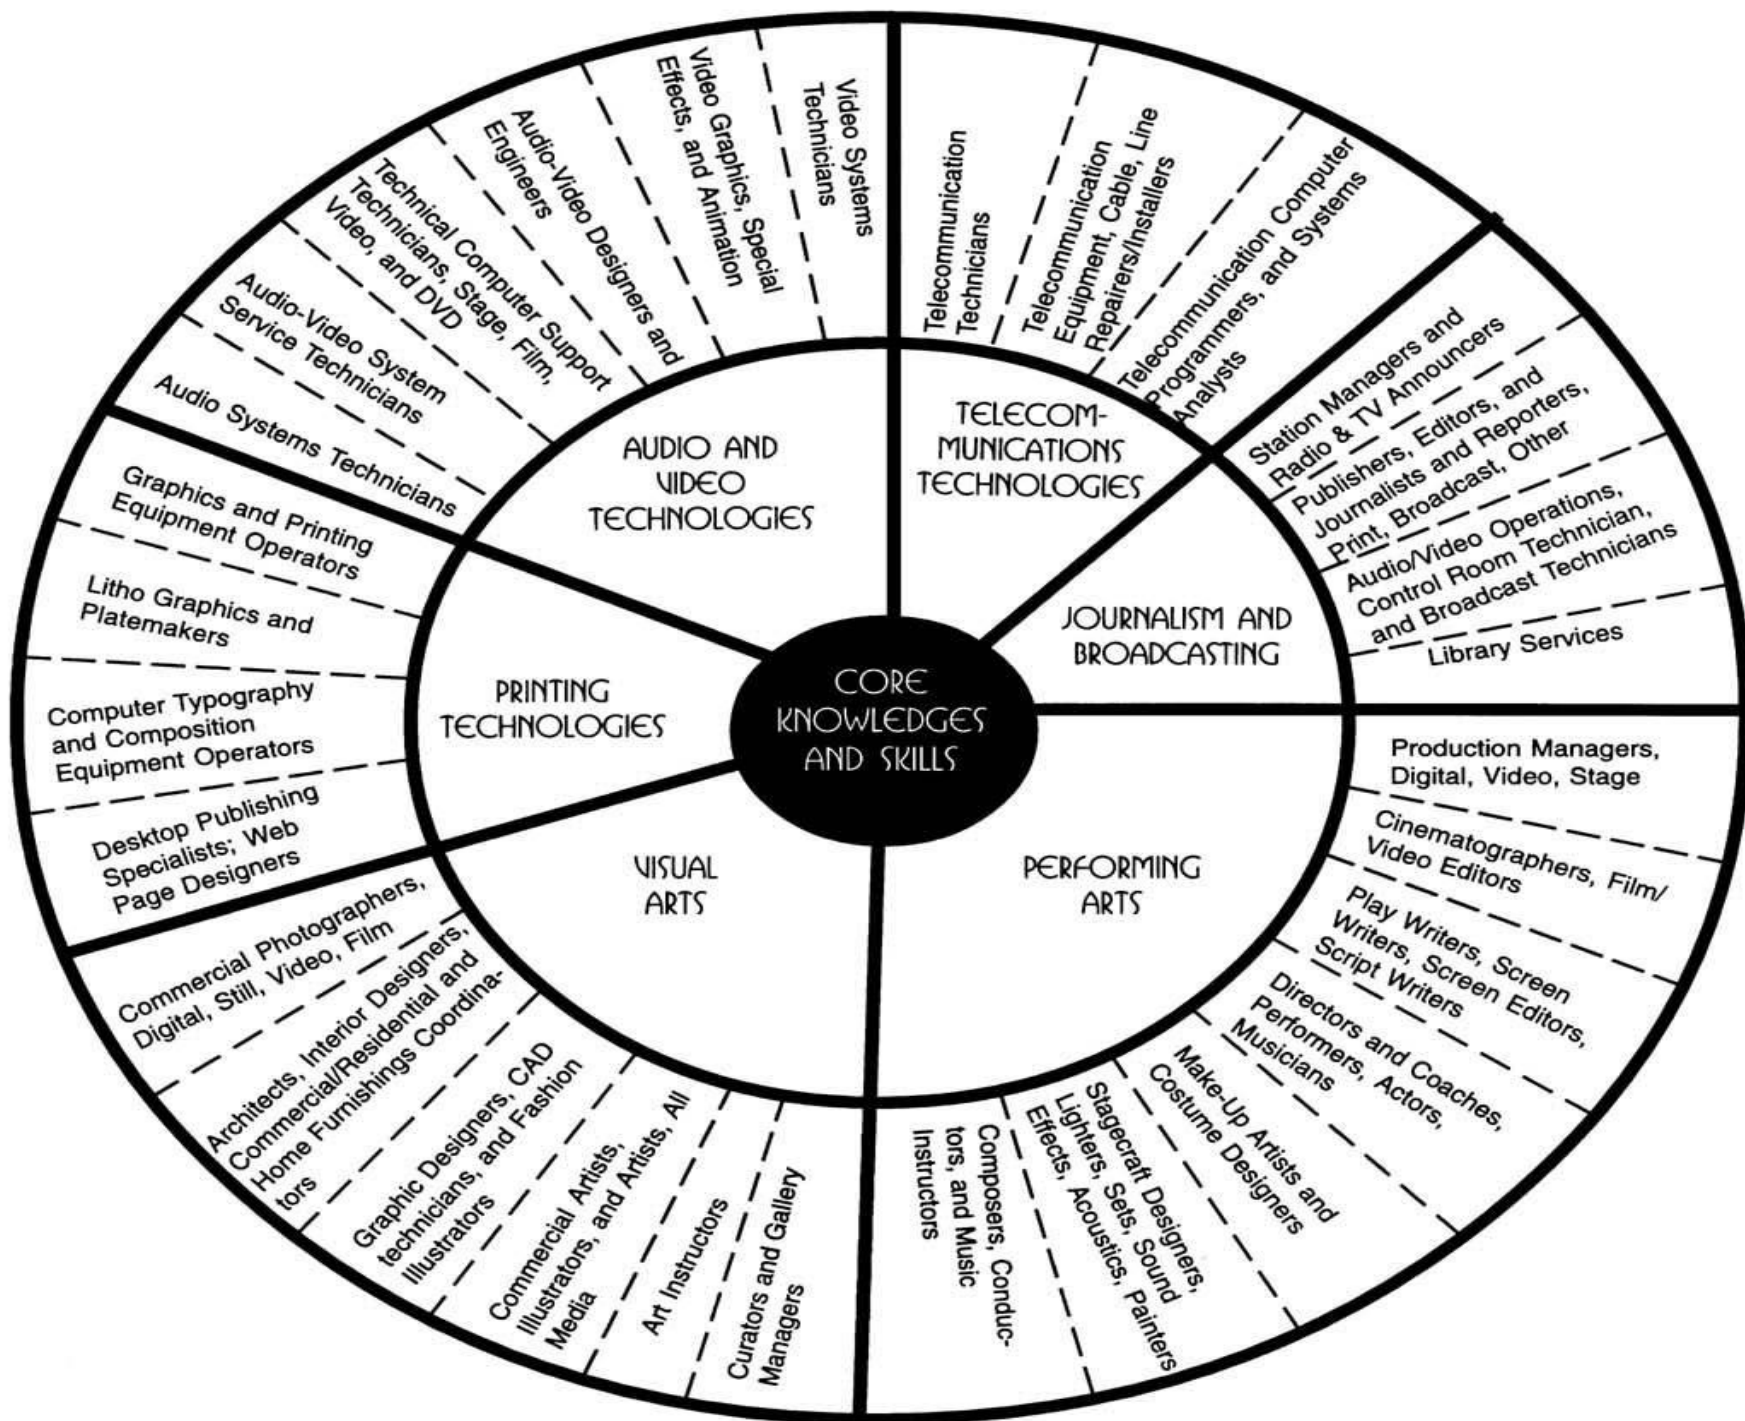 CORE
KNOWLEDGES
AND SKILLS
TELECOM-
MUNICATIONS
TECHNOLOGIES
Telecommunication
Technicians
Telecommunication
Equipment, Cable, Line
Repairers/Installers
Telecommunication Computer
Programmers, and Systems
Analysts
JOURNALISM AND
BROADCASTING
Station Managers and
Radio & TV Announcers
Publishers, Editors, and
Journalists and Reporters,
Print, Broadcast, Other
Audio/Video Operations,
Control Room Technician,
and Broadcast Technicians
Library Services
PERFORMING
ARTS
Production Managers,
Digital, Video, Stage
Cinematographers, Film/
Video Editors
Play Writers, Screen
Writers, Screen Editors,
Script Writers
Directors and Coaches,
Performers, Actors,
Musicians
Make-Up Artists and
Costume Designers
Stagecraft Designers,
Lighters, Sets, Sound
Effects, Acoustics, Painters
Composers, Conduc-
tors, and Music
Instructors
VISUAL
ARTS
Curators and Gallery
Managers
Art Instructors
Commercial Artists,
Illustrators, and Artists, All
Media
Graphic Designers, CAD
technicians, and Fashion
Illustrators
Architects, Interior Designers,
Commercial/Residential and
Home Furnishings Coordina-
tors
Commercial Photographers,
Digital, Still, Video, Film
PRINTING
TECHNOLOGIES
Desktop Publishing
Specialists; Web
Page Designers
Computer Typography
and Composition
Equipment Operators
Litho Graphics and
Platemakers
Graphics and Printing
Equipment Operators
AUDIO AND
VIDEO
TECHNOLOGIES
Audio Systems Technicians
Audio-Video System
Service Technicians
Technical Computer Support
Technicians, Stage, Film,
Video, and DVD
Audio-Video Designers and
Engineers
Video Graphics, Special
Effects, and Animation
Video Systems
Technicians